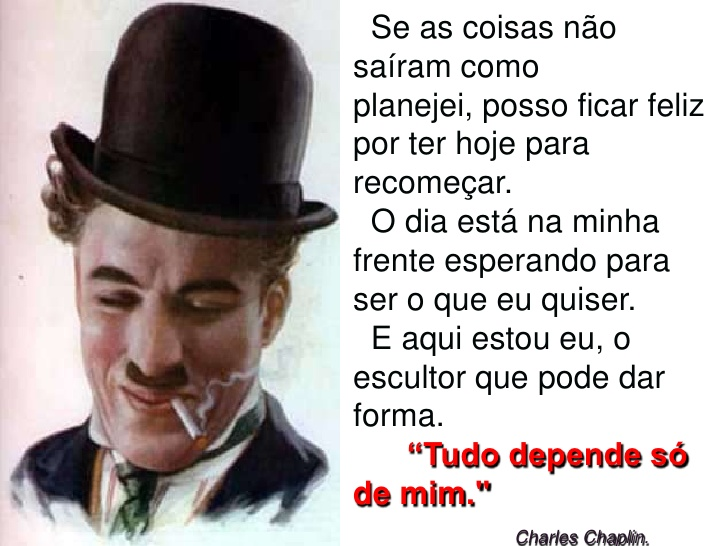 Se as coisas não
saíram como
planejei, posso ficar feliz
por ter hoje para
recomeçar.
O dia está na minha
frente esperando para
ser o que eu quiser.
E aqui estou eu, o
escultor que pode dar
forma.
“Tudo depende só
de mim."
Charles Chaplin.